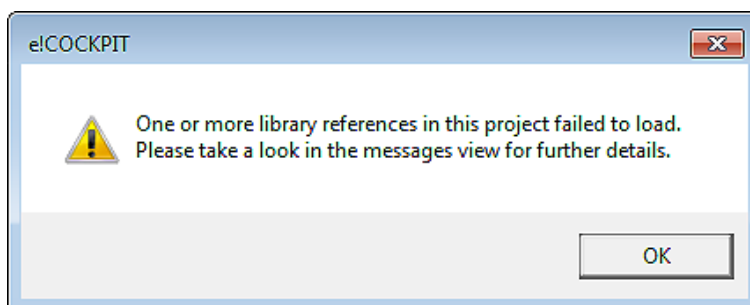 e!COCKPIT
One or more library references in this project failed to load.
Please take a look in the messages view for further details.
OK